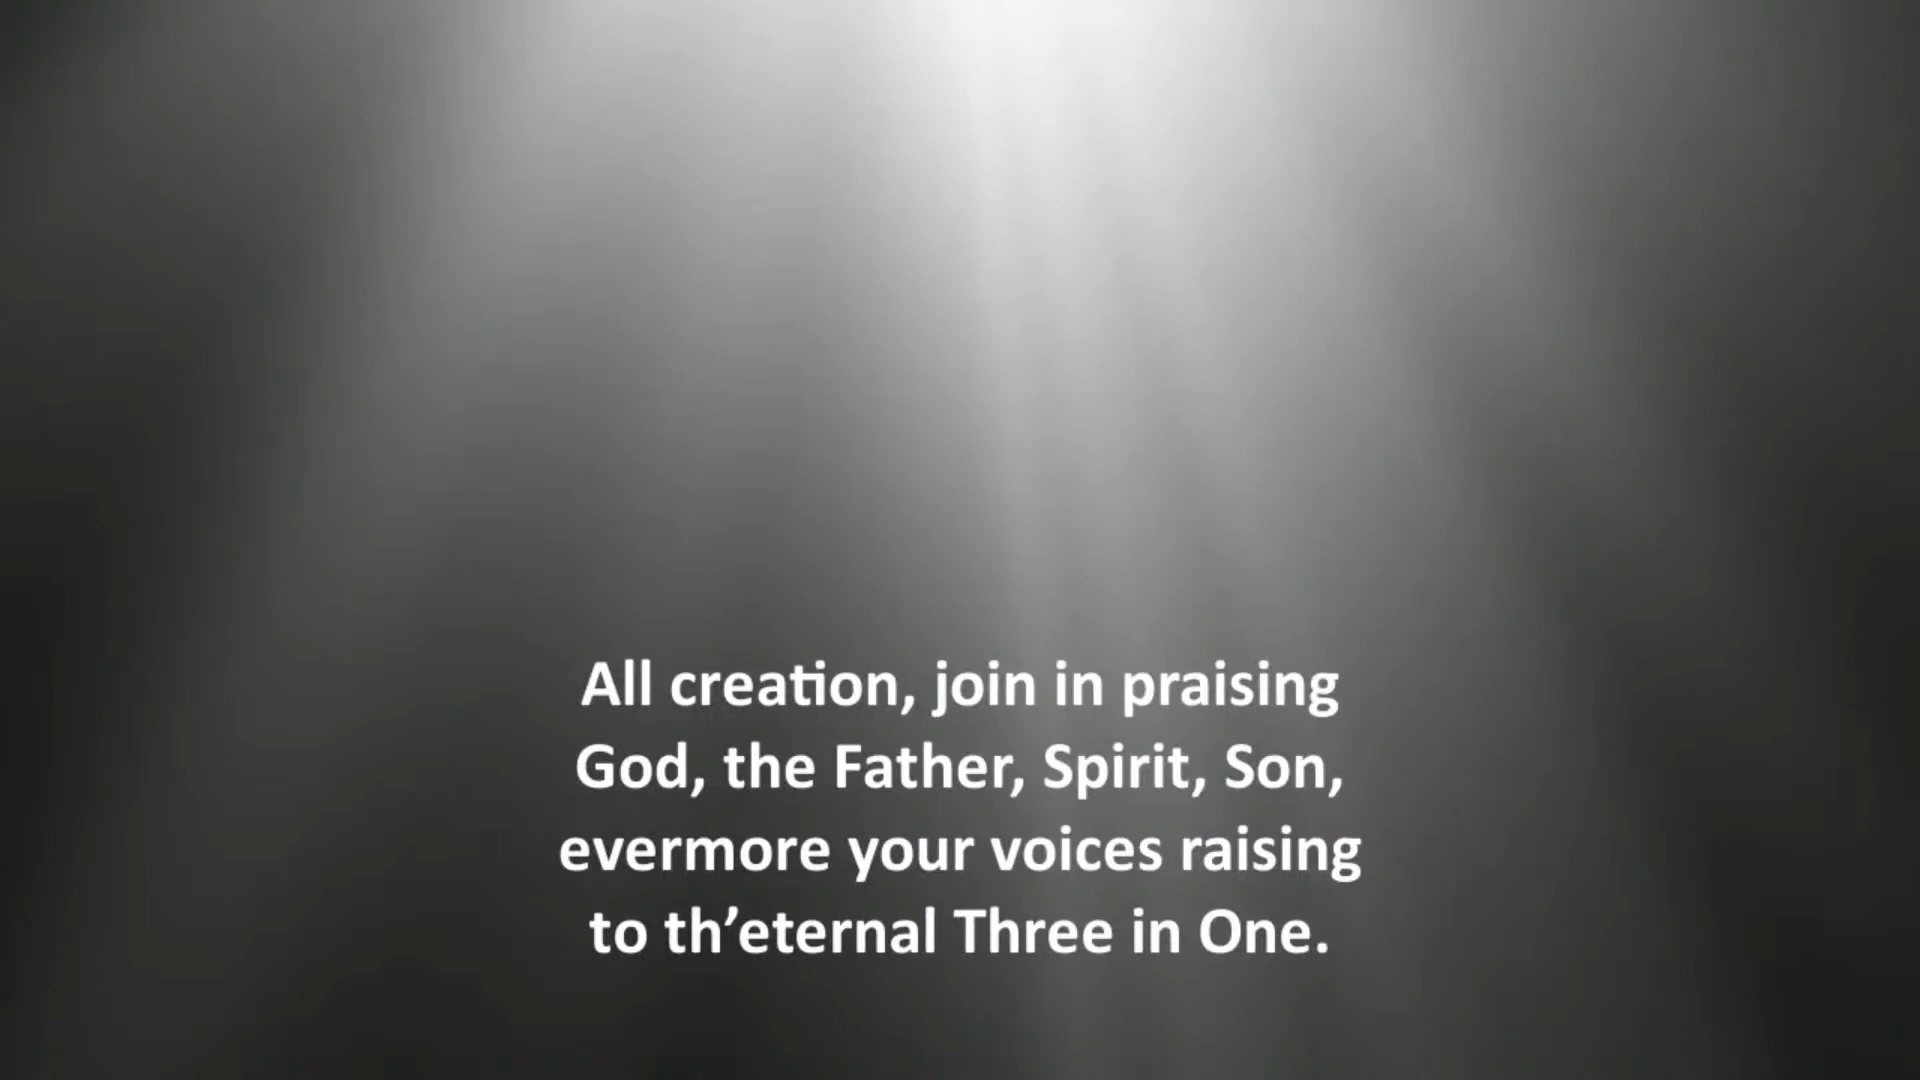 All creation, join in praising
God, the Father, Spirit, Son,
evermore your voices raising
to th’eternal Three in One.